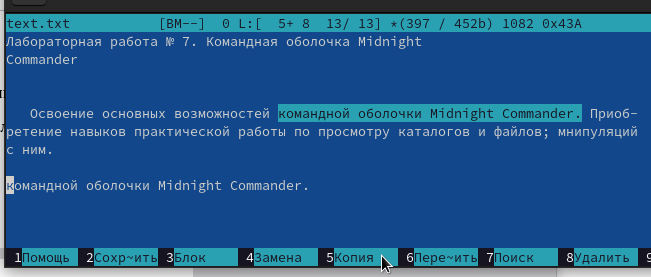 text.txt [BM--] 0 L:[ 5+ 8 13/ 13] *(397 / 452b) 1082 0x43A
Лабораторная работа № 7. Командная оболочка Midnight
Commander
Освоение основных возможностей командной оболочки Midnight Commander. Приоб-
ретение навыков практической работы по просмотру каталогов и файлов; мнипуляций
с ним.
командной оболочки Midnight Commander.
1Помощь 2Сохр~ить 3Блок 4Замена 5Копия 6Пере~ить 7Поиск 8Удалить 9